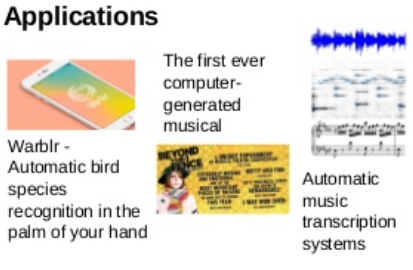 Applications
Warblr -
Automatic bird
species
recognition in the
palm of your hand
The first ever
computer-
generated
musical
BEYOND
THE
FENCE
Automatic
music
transcription
systems